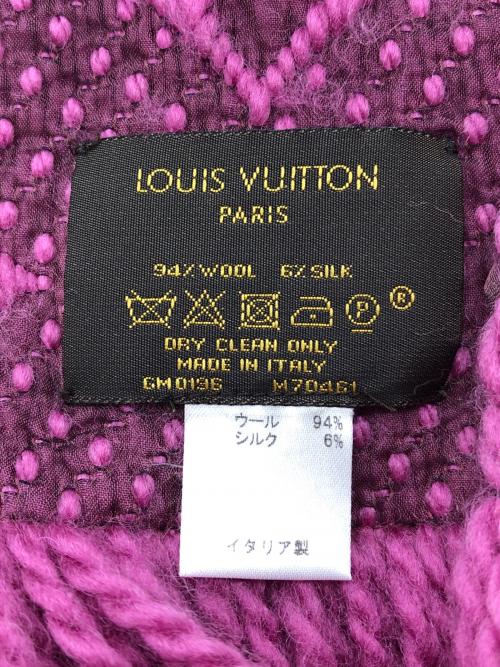 LOUIS VUITTON
PARIS
94% WOOL 6% SILK
P ®
DRY CLEAN ONLY
MADE IN ITALY
GM0196 M70461
ウール 94%
シルク 6%
イタリア製